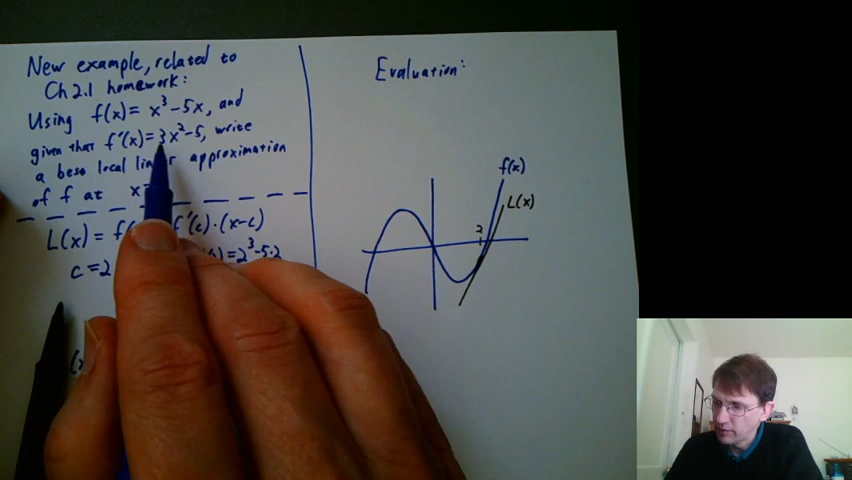 New example, related to
Ch 2.1 homework:
Using f(x) = x³-5x, and
given that f'(x) = 3x²-5, write
a best local linear approximation
of f at x=
L(x) = f f'(c)·(x-c)
c=2 )=2³-5·2
Evaluation:
f(x)
L(x)
2